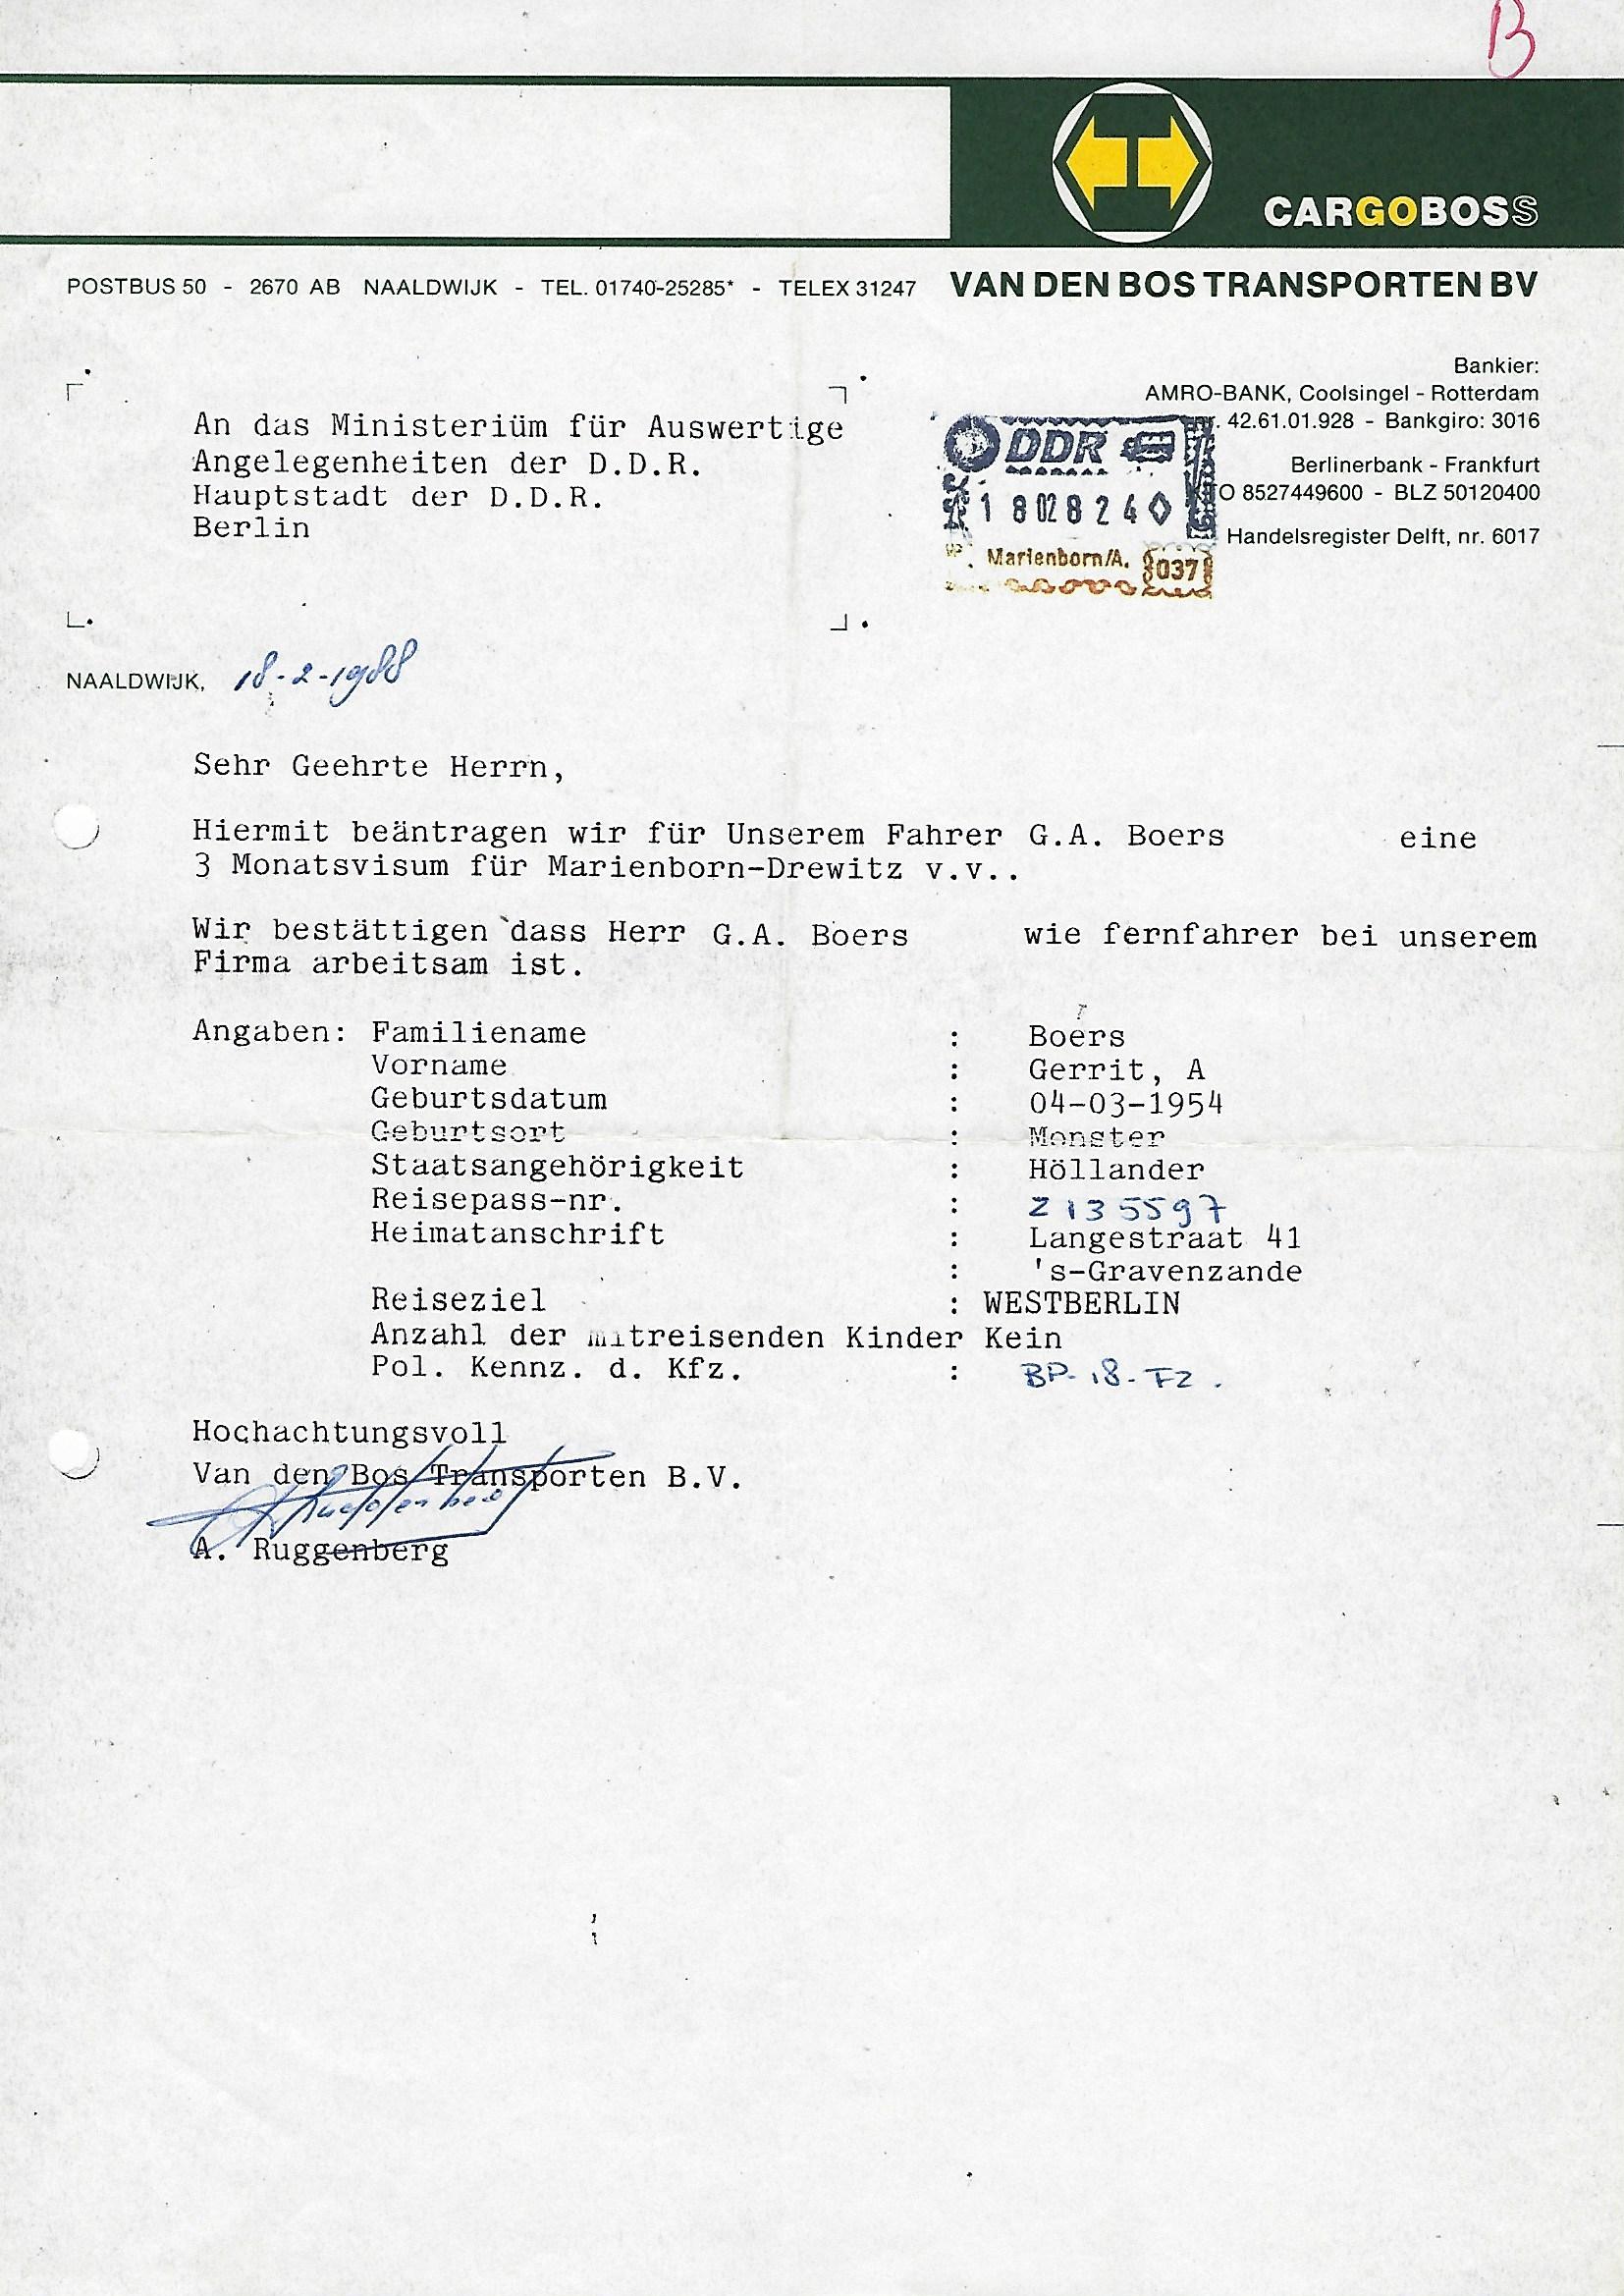 B
CARGOBOSS
POSTBUS 50 - 2670 AB NAALDWIJK - TEL. 01740-25285* - TELEX 31247 VAN DEN BOS TRANSPORTEN BV
Bankier:
AMRO-BANK, Coolsingel - Rotterdam
42.61.01.928 - Bankgiro: 3016
Berlinerbank - Frankfurt
O 8527449600 - BLZ 50120400
Handelsregister Delft, nr. 6017
An das Ministeriüm für Auswertige
Angelegenheiten der D.D.R.
Hauptstadt der D.D.R.
Berlin
DDR
18 02 8 2 4 0
Marienborn/A. 037
NAALDWIJK, 18-2-1988
Sehr Geehrte Herrn,
Hiermit beäntragen wir für Unserem Fahrer G.A. Boers eine
3 Monatsvisum für Marienborn-Drewitz v.v..
Wir bestättigen dass Herr G.A. Boers wie fernfahrer bei unserem
Firma arbeitsam ist.
Angaben: Familiename : Boers
Vorname : Gerrit, A
Geburtsdatum : 04-03-1954
Geburtsort : Monster
Staatsangehörigkeit : Höllander
Reisepass-nr. : Z135597
Heimatanschrift : Langestraat 41
: 's-Gravenzande
Reiseziel : WESTBERLIN
Anzahl der mitreisenden Kinder Kein
Pol. Kennz. d. Kfz. : BP-18-FZ.
Hochachtungsvoll
Van den Bos Transporten B.V.
A. Ruggenberg